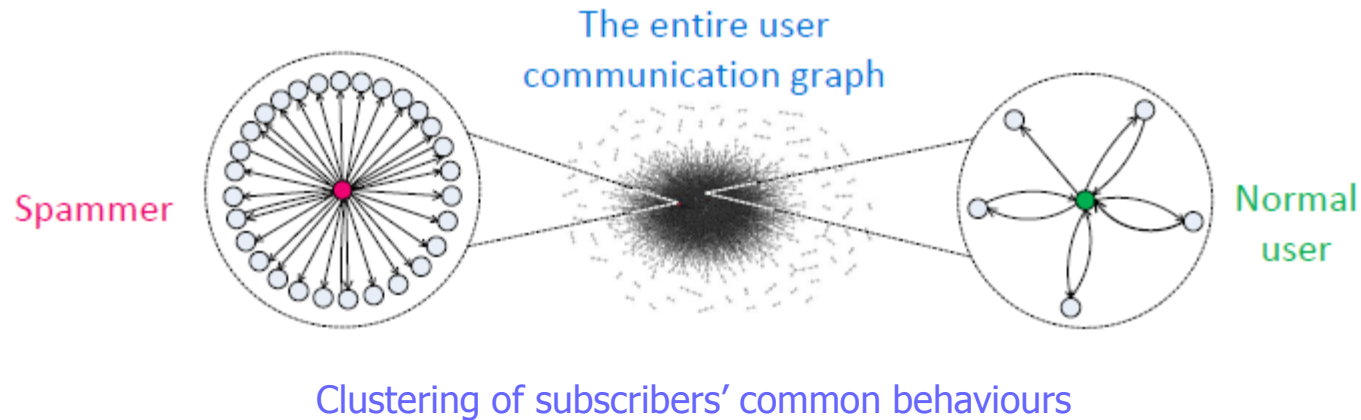 The entire user
communication graph
Spammer
Normal
user
Clustering of subscribers’ common behaviours